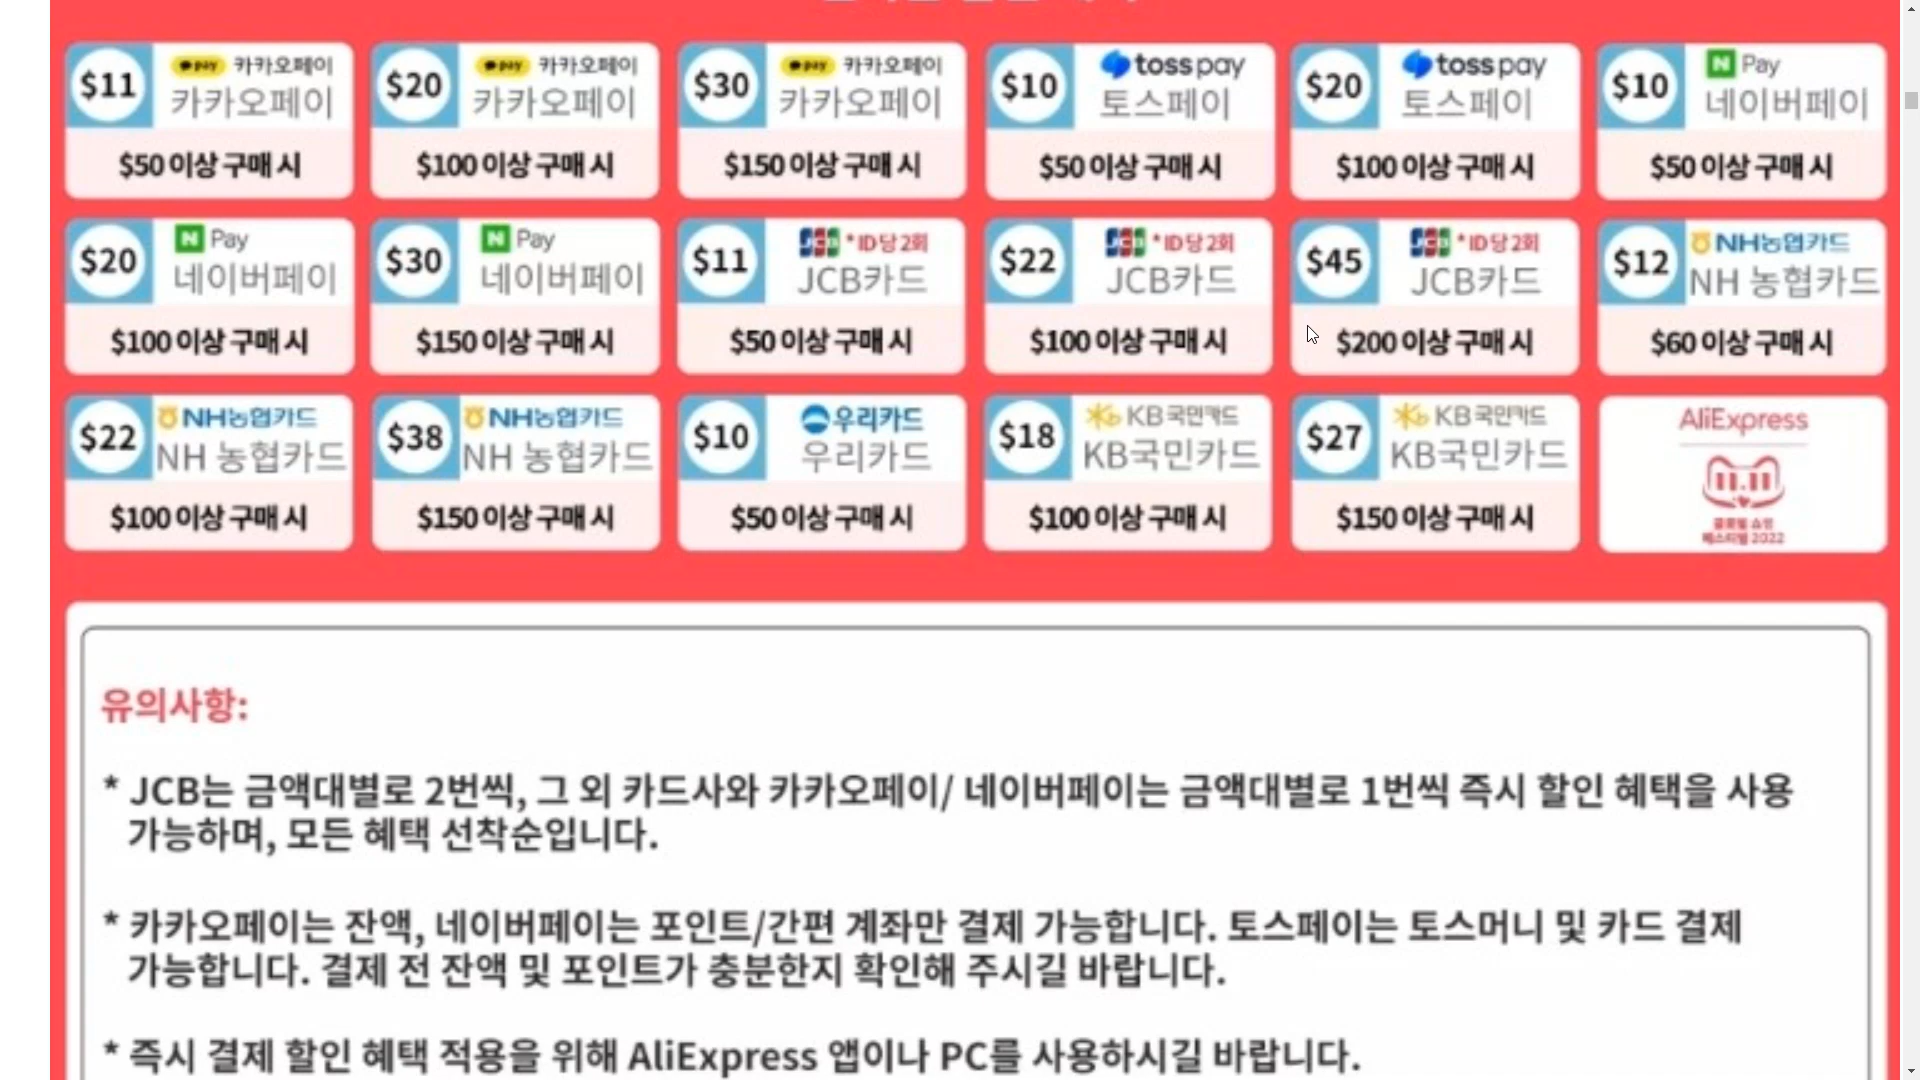 $11
pay 카카오페이
카카오페이
$50 이상 구매 시
$20
pay 카카오페이
카카오페이
$100 이상 구매 시
$30
pay 카카오페이
카카오페이
$150 이상 구매 시
$10
toss pay
토스페이
$50 이상 구매 시
$20
toss pay
토스페이
$100 이상 구매 시
$10
N Pay
네이버페이
$50 이상 구매 시
$20
N Pay
네이버페이
$100 이상 구매 시
$30
N Pay
네이버페이
$150 이상 구매 시
$11
JCB *ID당 2회
JCB카드
$50 이상 구매 시
$22
JCB *ID당 2회
JCB카드
$100 이상 구매 시
$45
JCB *ID당 2회
JCB카드
$200 이상 구매 시
$12
NH농협카드
NH 농협카드
$60 이상 구매 시
$22
NH농협카드
NH 농협카드
$100 이상 구매 시
$38
NH농협카드
NH 농협카드
$150 이상 구매 시
$10
우리카드
우리카드
$50 이상 구매 시
$18
KB국민카드
KB국민카드
$100 이상 구매 시
$27
KB국민카드
KB국민카드
$150 이상 구매 시
AliExpress
11.11
글로벌 쇼핑
페스티벌 2022
유의사항:
* JCB는 금액대별로 2번씩, 그 외 카드사와 카카오페이/ 네이버페이는 금액대별로 1번씩 즉시 할인 혜택을 사용
가능하며, 모든 혜택 선착순입니다.
* 카카오페이는 잔액, 네이버페이는 포인트/간편 계좌만 결제 가능합니다. 토스페이는 토스머니 및 카드 결제
가능합니다. 결제 전 잔액 및 포인트가 충분한지 확인해 주시길 바랍니다.
* 즉시 결제 할인 혜택 적용을 위해 AliExpress 앱이나 PC를 사용하시길 바랍니다.